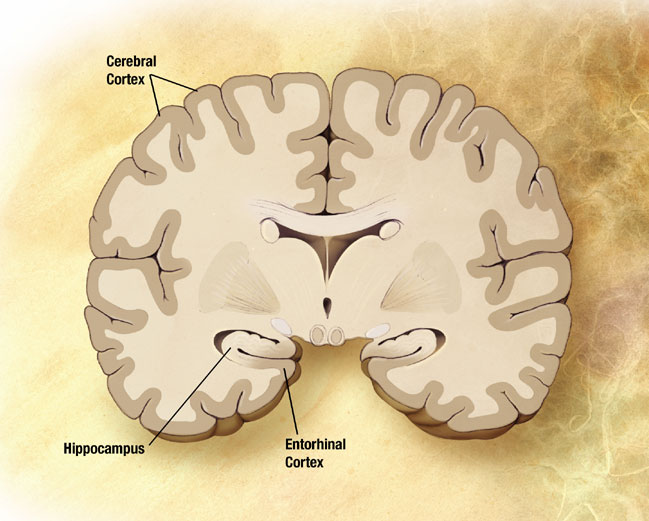 Cerebral
Cortex
Hippocampus
Entorhinal
Cortex